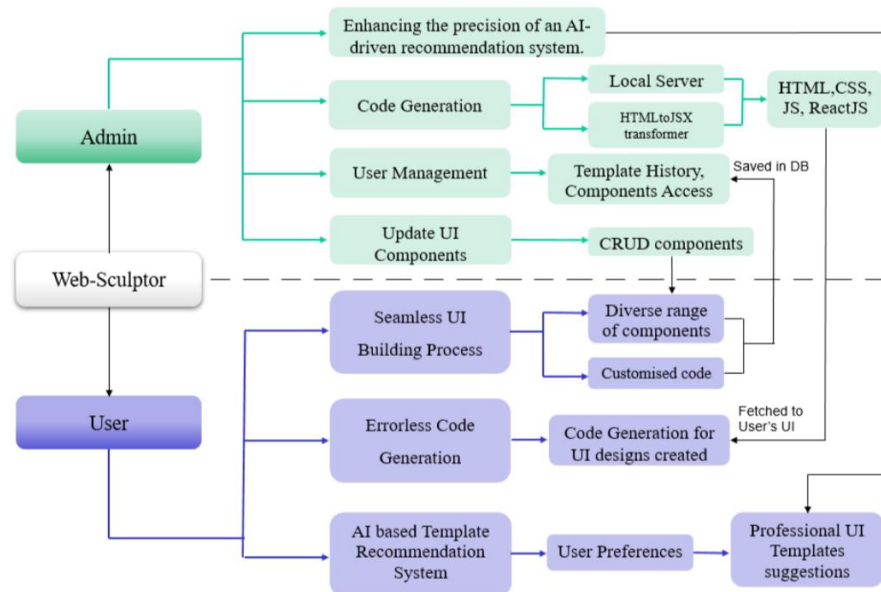 Enhancing the precision of an AI-
driven recommendation system.
Code Generation
Local Server
HTMLtoJSX
transformer
HTML,CSS,
JS, ReactJS
Admin
User Management
Template History,
Components Access
Saved in DB
Update UI
Components
CRUD components
Web-Sculptor
Seamless UI
Building Process
Diverse range
of components
Customised code
User
Errorless Code
Generation
Code Generation for
UI designs created
Fetched to
User's UI
AI based Template
Recommendation
System
User Preferences
Professional UI
Templates
suggestions